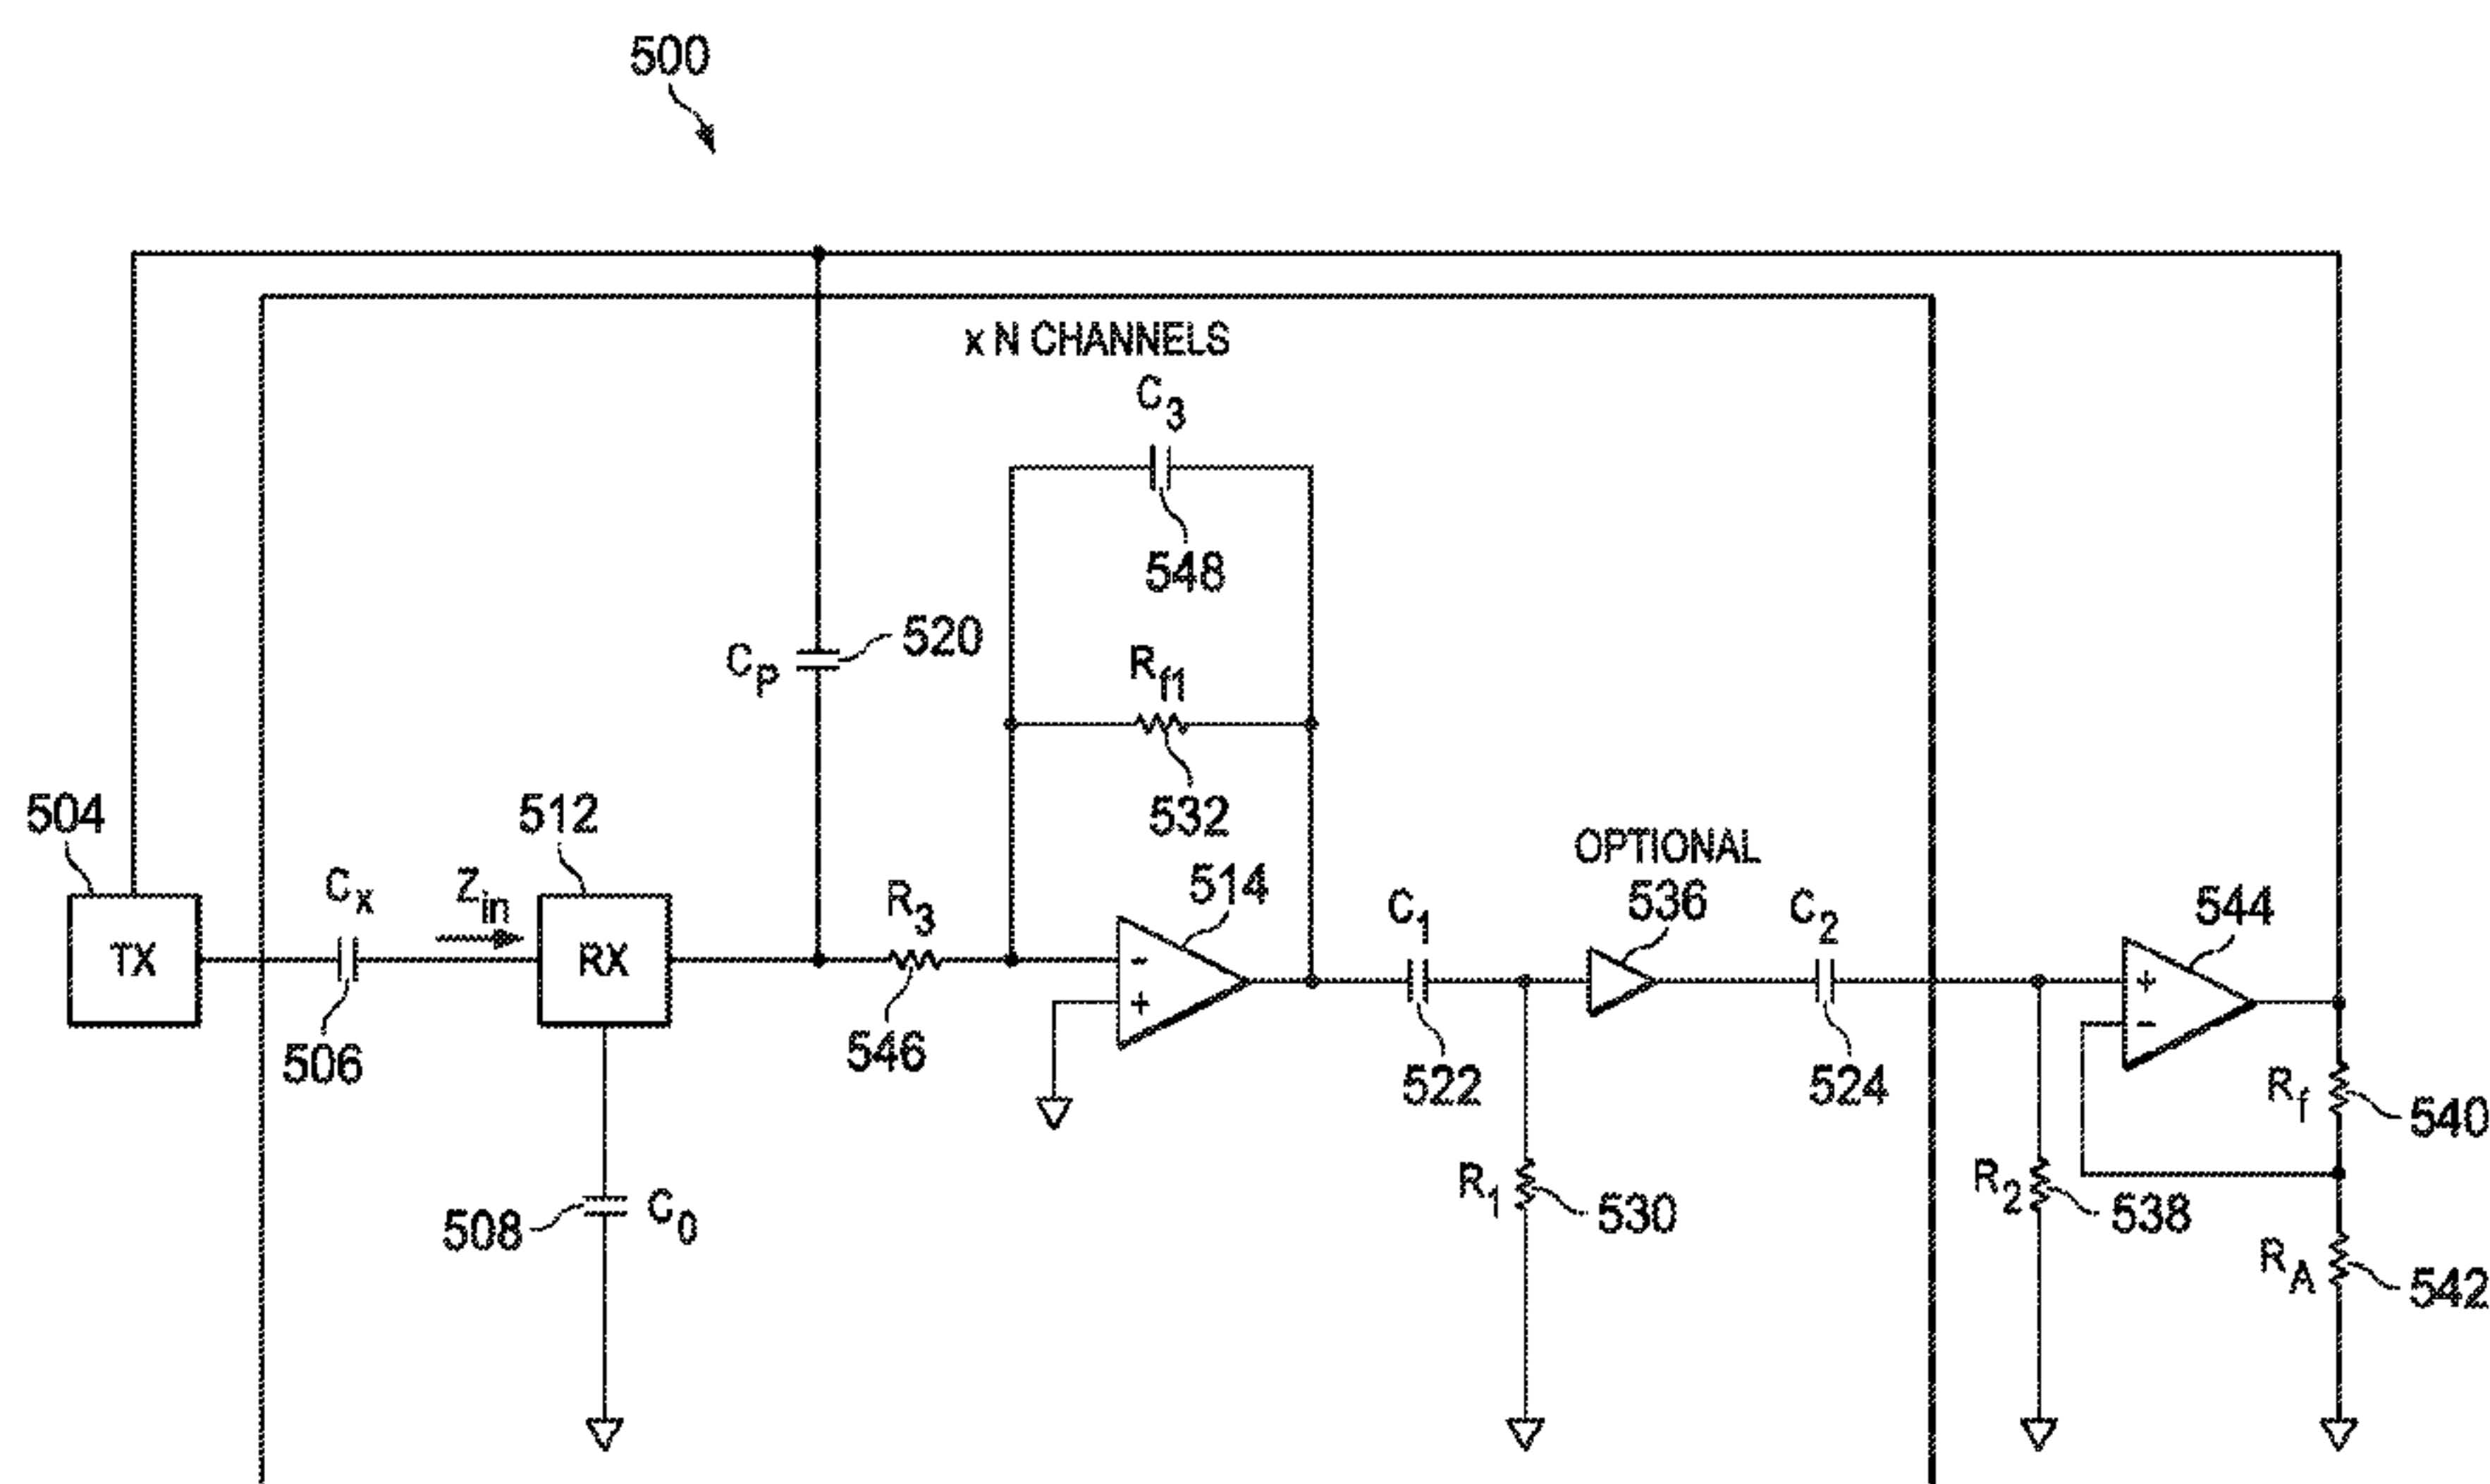 500
x N CHANNELS
C3
548
CP
520
Rf1
532
504
512
OPTIONAL
TX
Cx
Zin
RX
R3
514
C1
536
C2
544
-
+
+
-
506
546
522
524
Rf
540
508
C0
R1
530
R2
538
RA
542